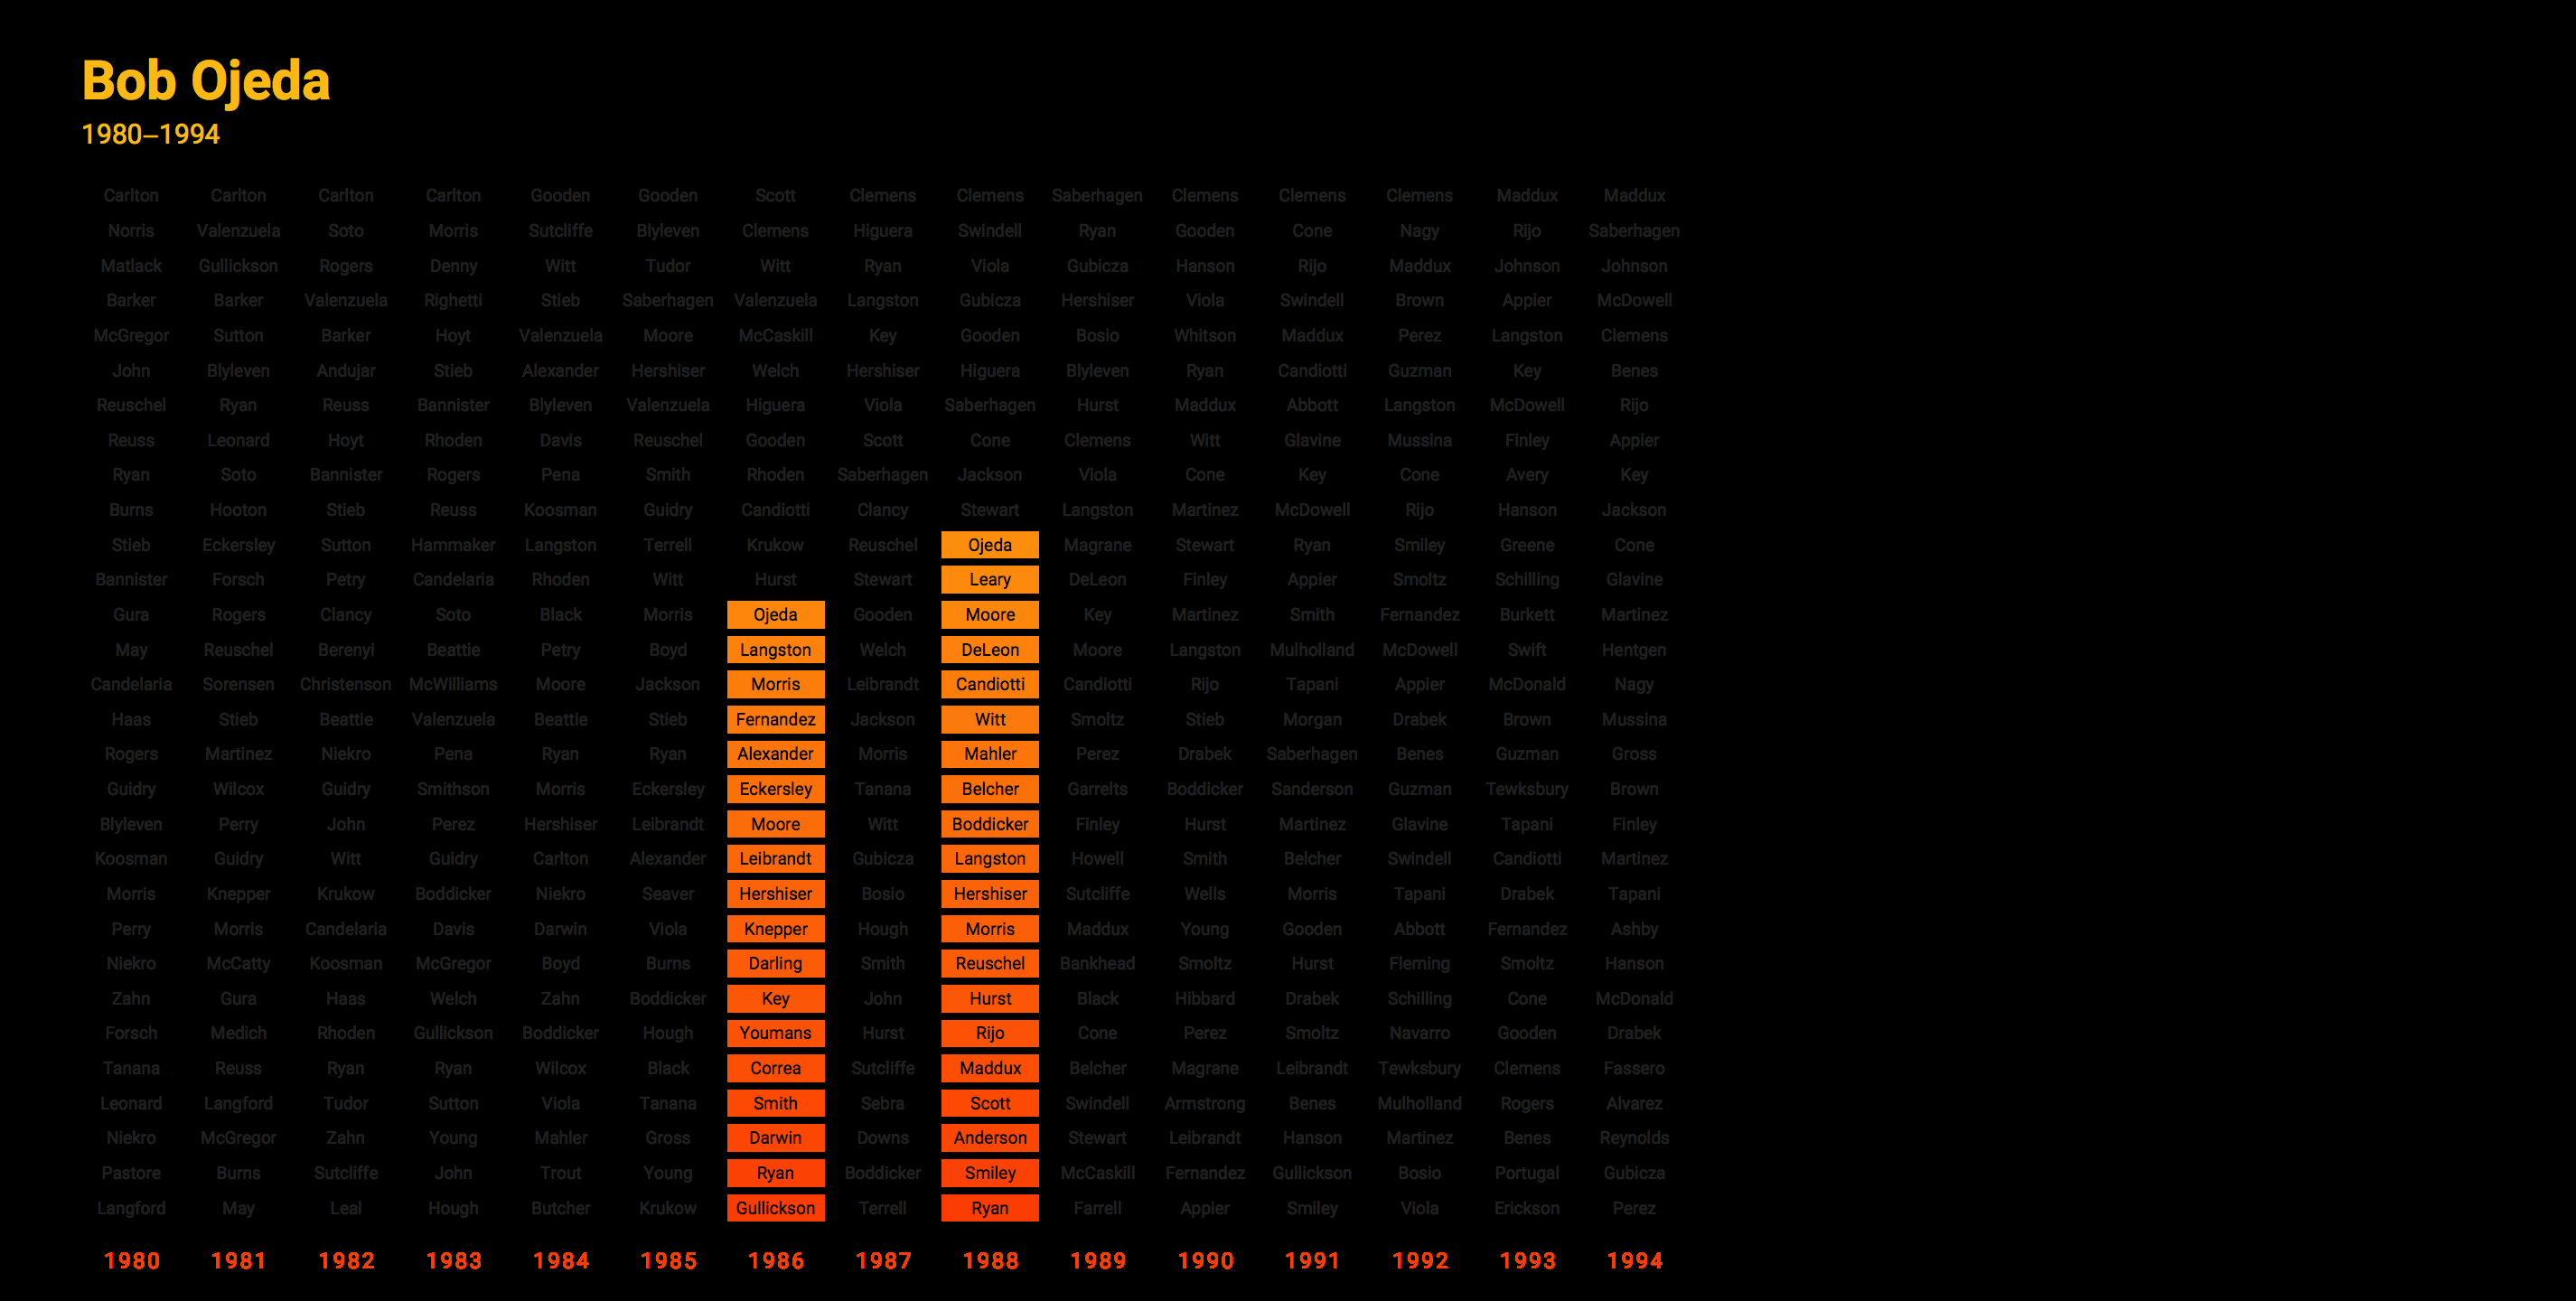 Bob Ojeda
1980–1994
Carlton Carlton Carlton Carlton Gooden Gooden Scott Clemens Clemens Saberhagen Clemens Clemens Clemens Maddux Maddux
Norris Valenzuela Soto Morris Sutcliffe Blyleven Clemens Higuera Swindell Ryan Gooden Cone Nagy Rijo Saberhagen
Matlack Gullickson Rogers Denny Witt Tudor Witt Ryan Viola Gubicza Hanson Rijo Maddux Johnson Johnson
Barker Barker Valenzuela Righetti Stieb Saberhagen Valenzuela Langston Gubicza Hershiser Viola Swindell Brown Appier McDowell
McGregor Sutton Barker Hoyt Valenzuela Moore McCaskill Key Gooden Bosio Whitson Maddux Perez Langston Clemens
John Blyleven Andujar Stieb Alexander Hershiser Welch Hershiser Higuera Blyleven Ryan Candiotti Guzman Key Benes
Reuschel Ryan Reuss Bannister Blyleven Valenzuela Higuera Viola Saberhagen Hurst Maddux Abbott Langston McDowell Rijo
Reuss Leonard Hoyt Rhoden Davis Reuschel Gooden Scott Cone Clemens Witt Glavine Mussina Finley Appier
Ryan Soto Bannister Rogers Pena Smith Rhoden Saberhagen Jackson Viola Cone Key Cone Avery Key
Burns Hooton Stieb Reuss Koosman Guidry Candiotti Clancy Stewart Langston Martinez McDowell Rijo Hanson Jackson
Stieb Eckersley Sutton Hammaker Langston Terrell Krukow Reuschel Ojeda Magrane Stewart Ryan Smiley Greene Cone
Bannister Forsch Petry Candelaria Rhoden Witt Hurst Stewart Leary DeLeon Finley Appier Smoltz Schilling Glavine
Gura Rogers Clancy Soto Black Morris Ojeda Gooden Moore Key Martinez Smith Fernandez Burkett Martinez
May Reuschel Berenyi Beattie Petry Boyd Langston Welch DeLeon Moore Langston Mulholland McDowell Swift Hentgen
Candelaria Sorensen Christenson McWilliams Moore Jackson Morris Leibrandt Candiotti Candiotti Rijo Tapani Appier McDonald Nagy
Haas Stieb Beattie Valenzuela Beattie Stieb Fernandez Jackson Witt Smoltz Stieb Morgan Drabek Brown Mussina
Rogers Martinez Niekro Pena Ryan Ryan Alexander Morris Mahler Perez Drabek Saberhagen Benes Guzman Gross
Guidry Wilcox Guidry Smithson Morris Eckersley Eckersley Tanana Belcher Garrelts Boddicker Sanderson Guzman Tewksbury Brown
Blyleven Perry John Perez Hershiser Leibrandt Moore Witt Boddicker Finley Hurst Martinez Glavine Tapani Finley
Koosman Guidry Witt Guidry Carlton Alexander Leibrandt Gubicza Langston Howell Smith Belcher Swindell Candiotti Martinez
Morris Knepper Krukow Boddicker Niekro Seaver Hershiser Bosio Hershiser Sutcliffe Wells Morris Tapani Drabek Tapani
Perry Morris Candelaria Davis Darwin Viola Knepper Hough Morris Maddux Young Gooden Abbott Fernandez Ashby
Niekro McCatty Koosman McGregor Boyd Burns Darling Smith Reuschel Bankhead Smoltz Hurst Fleming Smoltz Hanson
Zahn Gura Haas Welch Zahn Boddicker Key John Hurst Black Hibbard Drabek Schilling Cone McDonald
Forsch Medich Rhoden Gullickson Boddicker Hough Youmans Hurst Rijo Cone Perez Smoltz Navarro Gooden Drabek
Tanana Reuss Ryan Ryan Wilcox Black Correa Sutcliffe Maddux Belcher Magrane Leibrandt Tewksbury Clemens Fassero
Leonard Langford Tudor Sutton Viola Tanana Smith Sebra Scott Swindell Armstrong Benes Mulholland Rogers Alvarez
Niekro McGregor Zahn Young Mahler Gross Darwin Downs Anderson Stewart Leibrandt Hanson Martinez Benes Reynolds
Pastore Burns Sutcliffe John Trout Young Ryan Boddicker Smiley McCaskill Fernandez Gullickson Bosio Portugal Gubicza
Langford May Leal Hough Butcher Krukow Gullickson Terrell Ryan Farrell Appier Smiley Viola Erickson Perez
1980 1981 1982 1983 1984 1985 1986 1987 1988 1989 1990 1991 1992 1993 1994